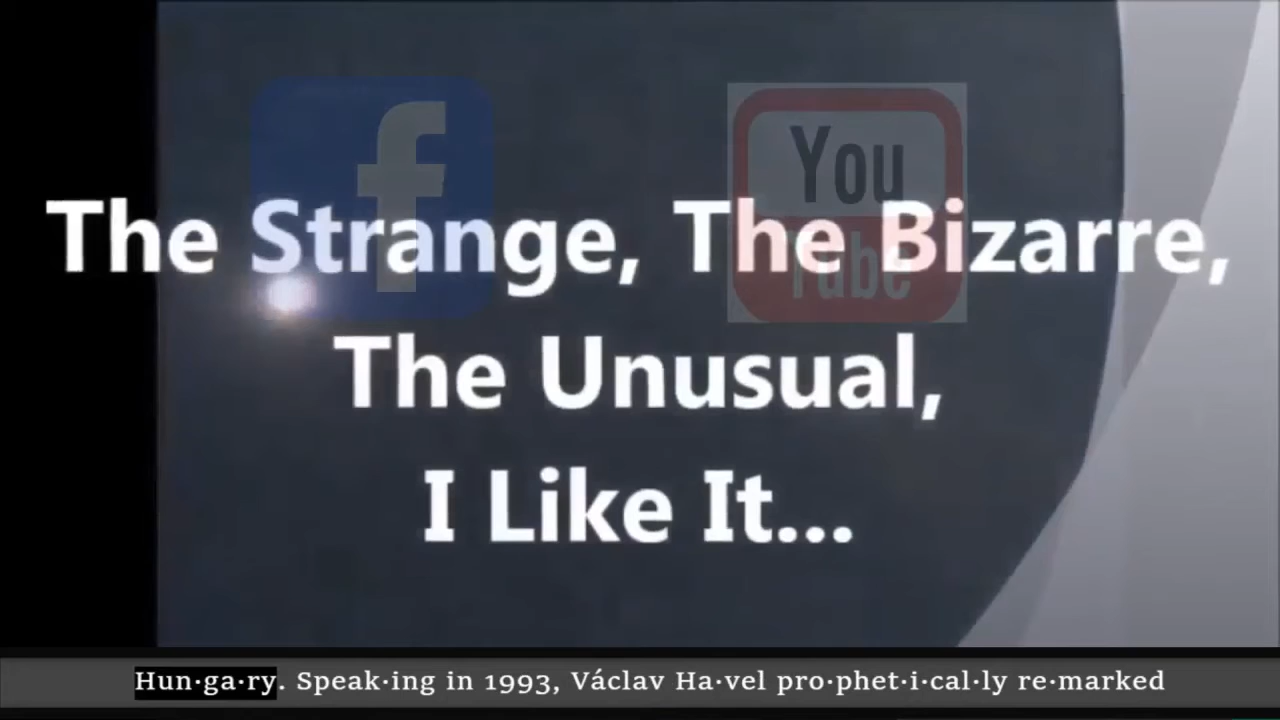 f
You
Tube
The Strange, The Bizarre,
The Unusual,
I Like It...
Hun·ga·ry. Speak·ing in 1993, Václav Ha·vel pro·phet·i·cal·ly re·marked